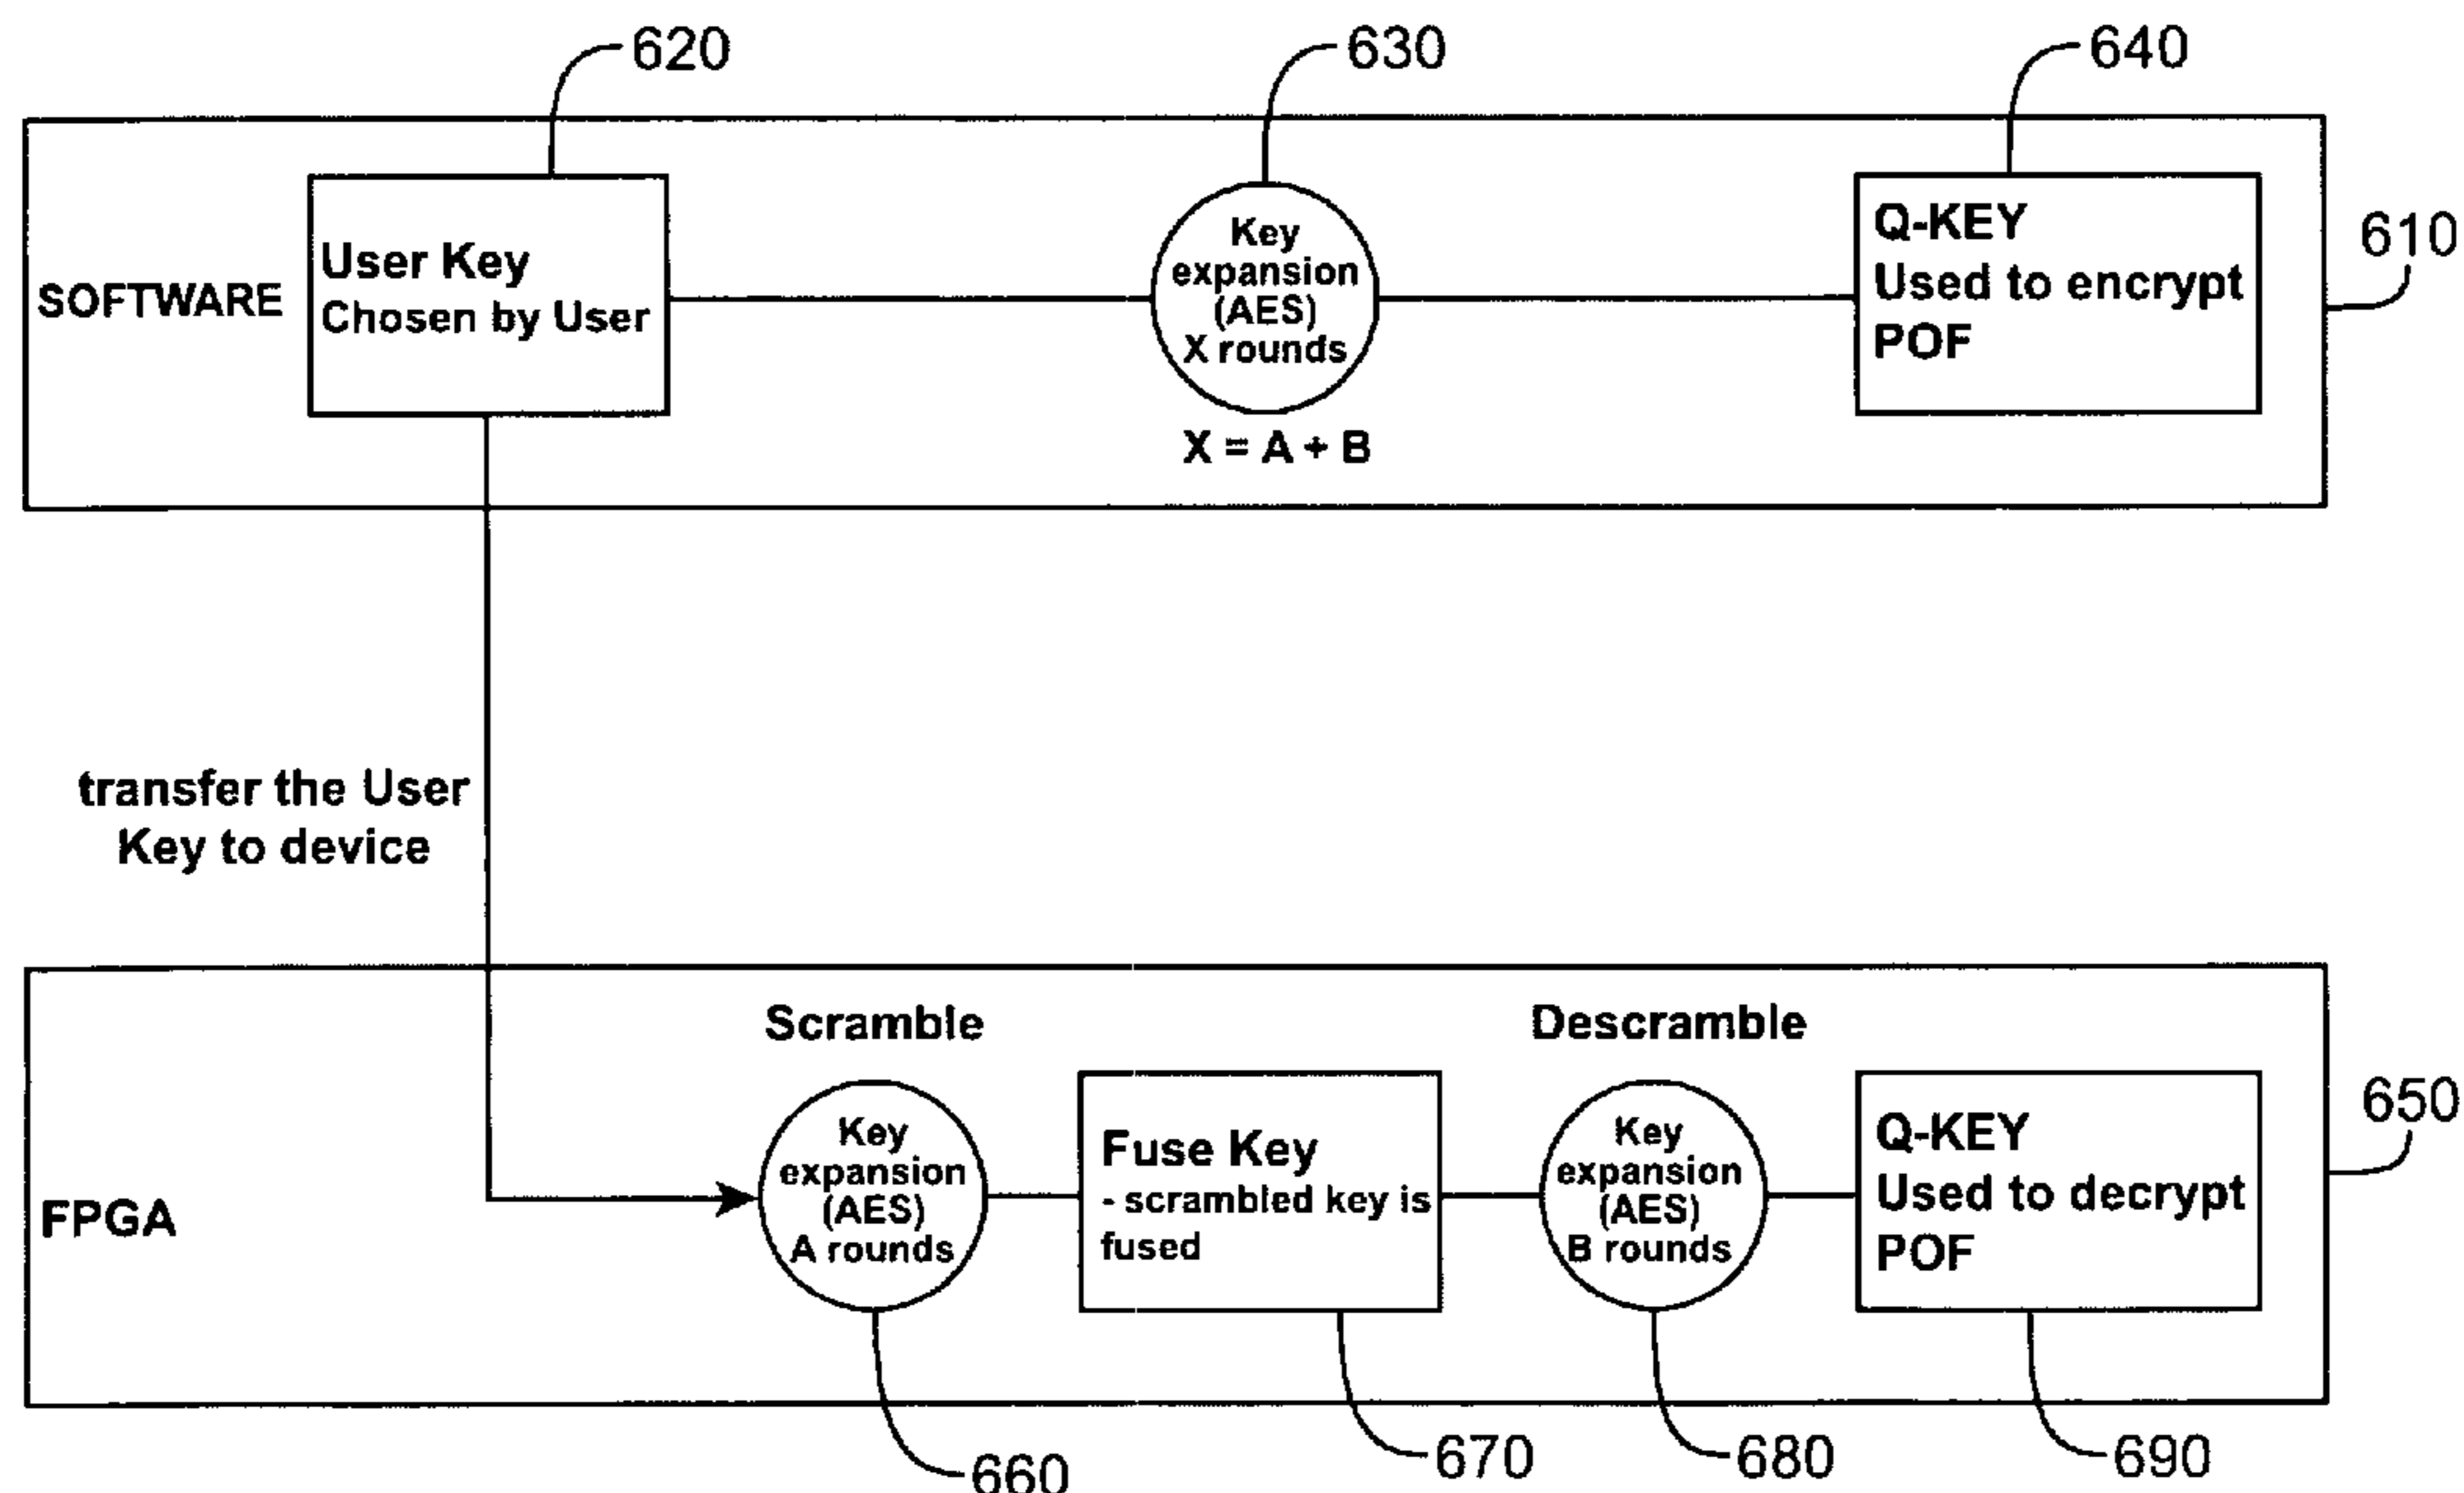 620
630
640
SOFTWARE
User Key
Chosen by User
Key
expansion
(AES)
X rounds
X = A + B
Q-KEY
Used to encrypt
POF
610
transfer the User
Key to device
FPGA
Scramble
Key
expansion
(AES)
A rounds
Fuse Key
- scrambled key is
fused
Descramble
Key
expansion
(AES)
B rounds
Q-KEY
Used to decrypt
POF
650
660
670
680
690